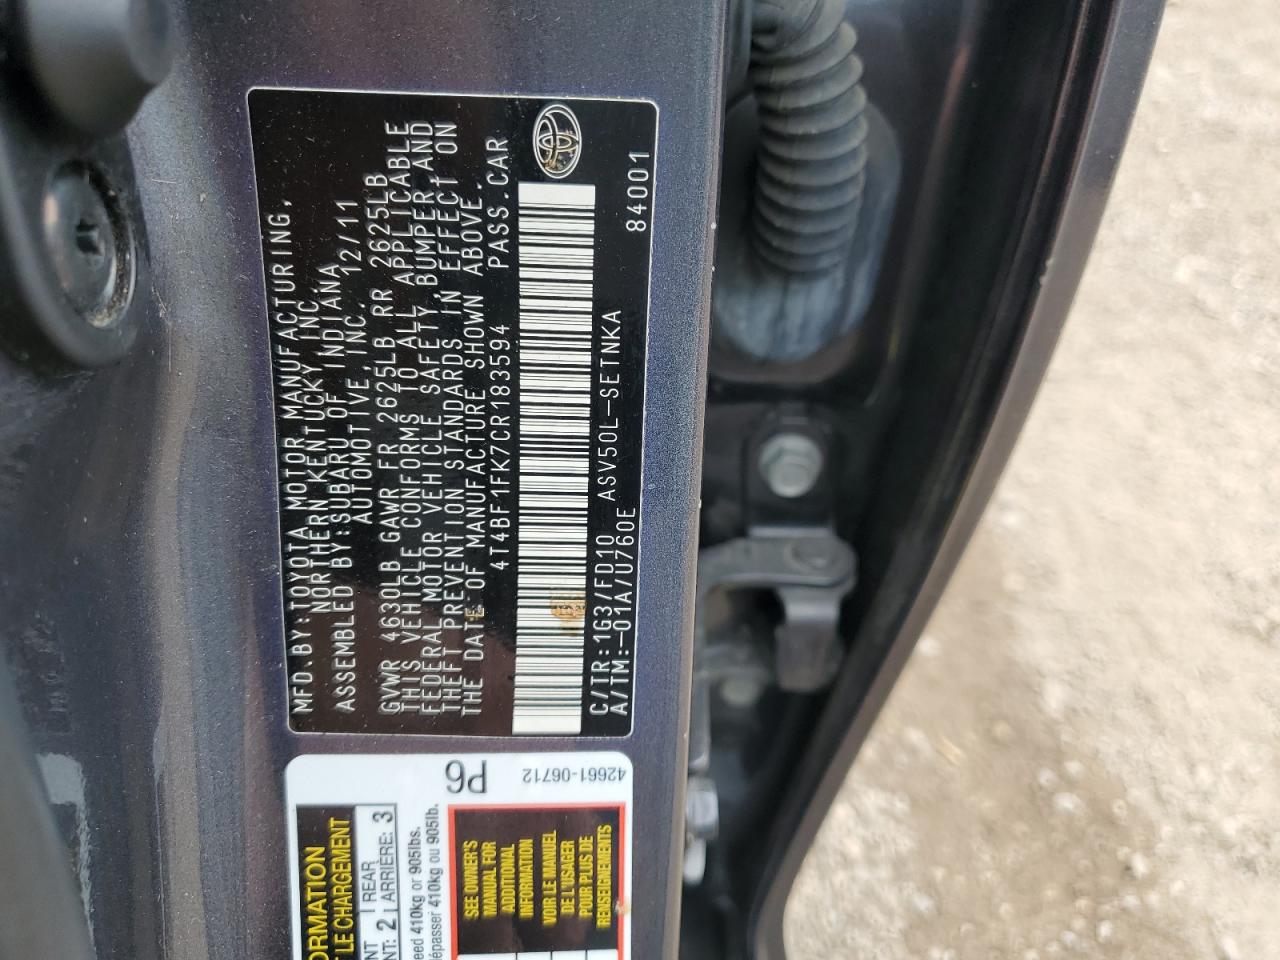 MFD.BY:TOYOTA MOTOR MANUFACTURING,
NORTHERN KENTUCKY, INC
ASSEMBLED BY:SUBARU OF INDIANA
AUTOMOTIVE INC. 12/11
GVWR 4630LB GAWR FR 2625LB RR 2625LB
THIS VEHICLE CONFORMS TO ALL APPLICABLE
FEDERAL MOTOR VEHICLE SAFETY, BUMPER AND
THEFT PREVENTION STANDARDS IN EFFECT ON
THE DATE OF MANUFACTURE SHOWN ABOVE.
4T4BF1FK7CR183594 PASS.CAR
C/TR:1G3/FD10 ASV50L-SETNKA
A/TM:-01A/U760E 84001
P6
42661-06712
ORMATION
T LE CHARGEMENT
NT 2 REAR 3
NT: ARRIÈRE:
eed 410kg or 905lbs.
dépasser 410kg ou 905lb.
SEE OWNER'S
MANUAL FOR
ADDITIONAL
INFORMATION
VOIR LE MANUEL
DE L'USAGER
POUR PLUS DE
RENSEIGNEMENTS